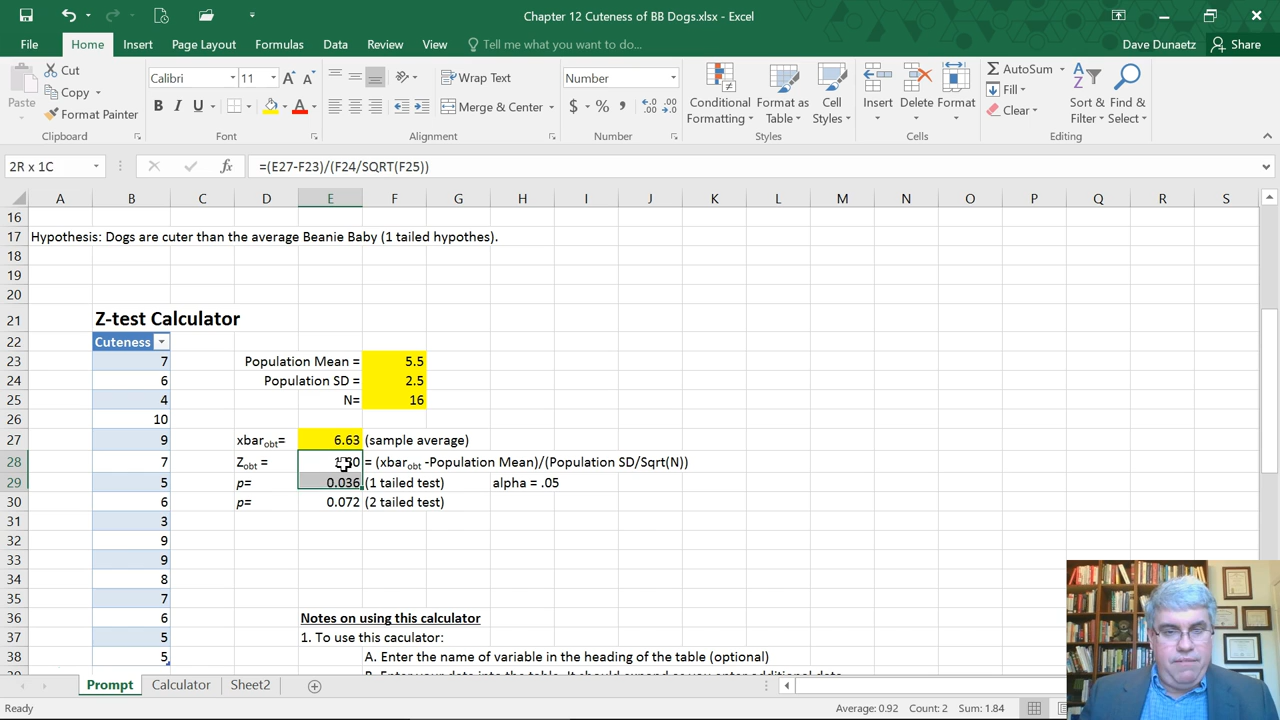 Chapter 12 Cuteness of BB Dogs.xlsx - Excel
File Home Insert Page Layout Formulas Data Review View Tell me what you want to do... Dave Dunaetz Share
Paste Cut Copy Format Painter
Calibri 11 B I U
Wrap Text Merge & Center
Number $ % ,
Conditional Formatting Format as Table Cell Styles
Insert Delete Format
AutoSum Fill Clear Sort & Filter Find & Select
Clipboard Font Alignment Number Styles Cells Editing
2R x 1C fx =(E27-F23)/(F24/SQRT(F25))
A B C D E F G H I J K L M N O P Q R S
16
17 Hypothesis: Dogs are cuter than the average Beanie Baby (1 tailed hypothes).
18
19
20
21 Z-test Calculator
22 Cuteness
23 7 Population Mean = 5.5
24 6 Population SD = 2.5
25 4 N= 16
26 10
27 9 xbarobt= 6.63 (sample average)
28 7 Zobt = = (xbarobt -Population Mean)/(Population SD/Sqrt(N))
29 5 p= 0.036 (1 tailed test) alpha = .05
30 6 p= 0.072 (2 tailed test)
31 3
32 9
33 9
34 8
35 7
36 6 Notes on using this calculator
37 5 1. To use this caculator:
38 5 A. Enter the name of variable in the heading of the table (optional)
Prompt Calculator Sheet2
Ready Average: 0.92 Count: 2 Sum: 1.84